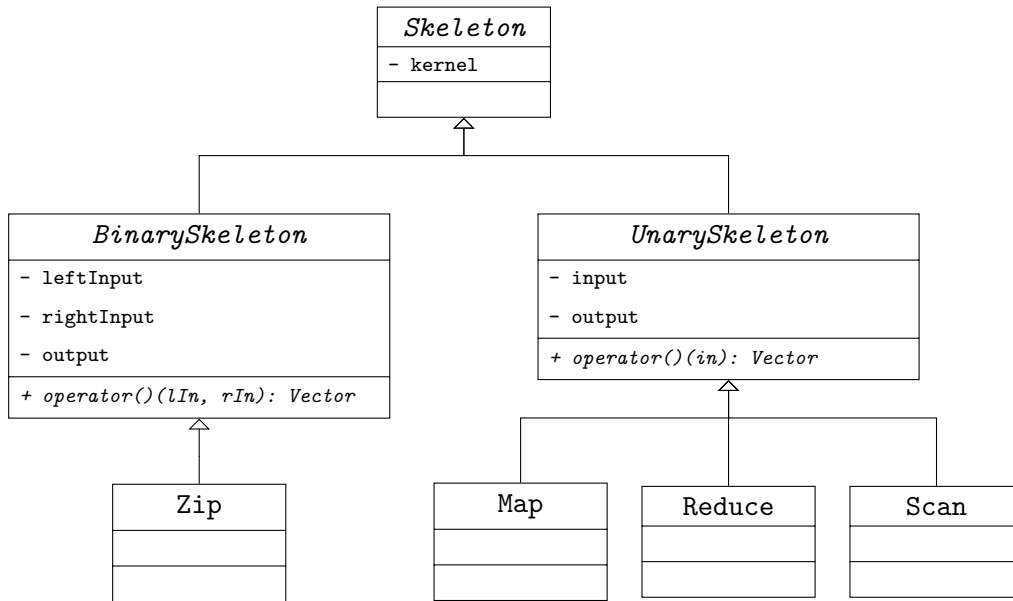 Skeleton
- kernel
BinarySkeleton
- leftInput
- rightInput
- output
+ operator()(lIn, rIn): Vector
UnarySkeleton
- input
- output
+ operator()(in): Vector
Zip
Map
Reduce
Scan